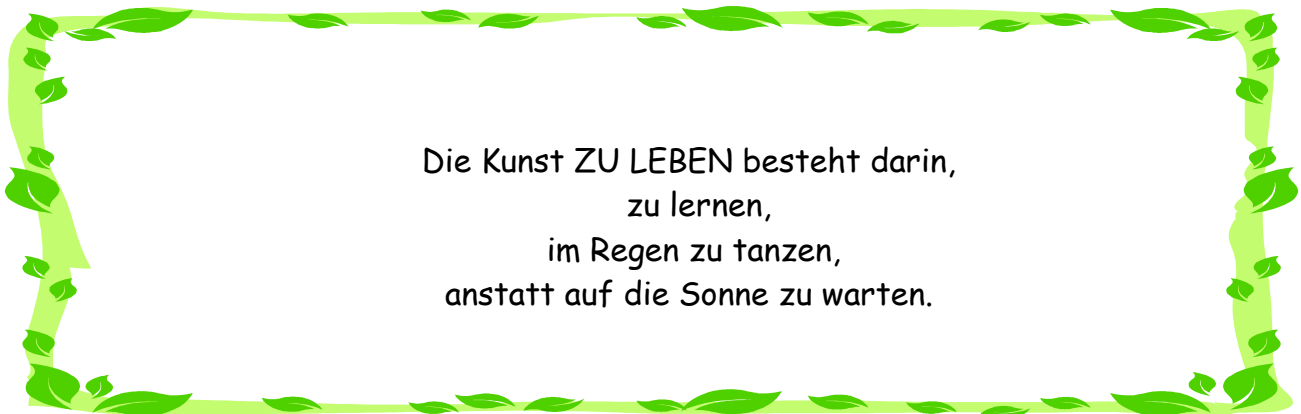 Die Kunst ZU LEBEN besteht darin,
zu lernen,
im Regen zu tanzen,
anstatt auf die Sonne zu warten.